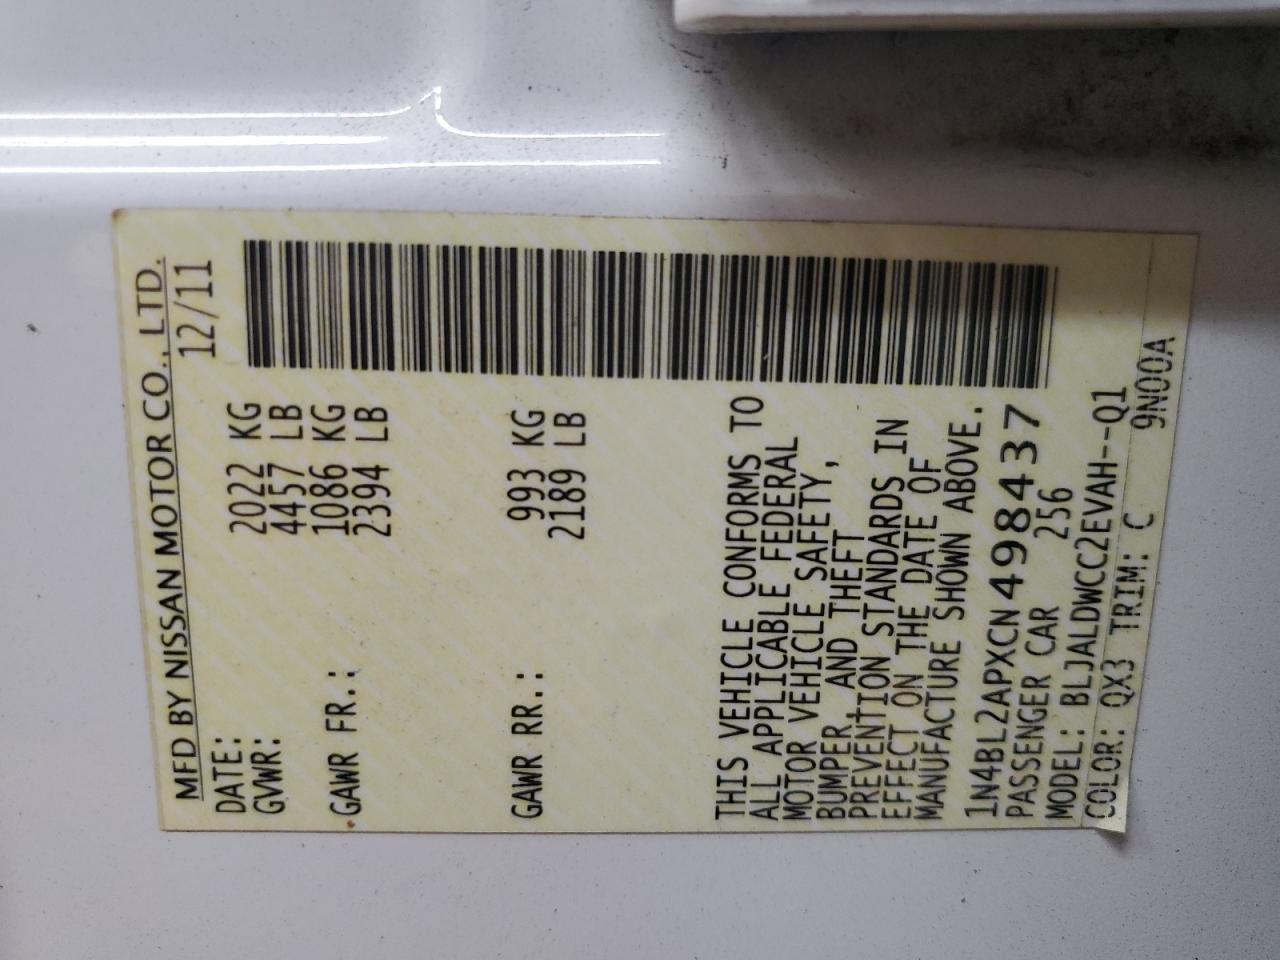 MFD BY NISSAN MOTOR CO., LTD.
DATE: 12/11
GVWR: 2022 KG
4457 LB
GAWR FR.: 1086 KG
2394 LB
GAWR RR.: 993 KG
2189 LB
THIS VEHICLE CONFORMS TO
ALL APPLICABLE FEDERAL
MOTOR VEHICLE SAFETY,
BUMPER, AND THEFT
PREVENTION STANDARDS IN
EFFECT ON THE DATE OF
MANUFACTURE SHOWN ABOVE.
1N4BL2APXCN498437
PASSENGER CAR 256
MODEL: BLJALDWCC2EVAH--Q1
COLOR: QX3 TRIM: C 9N00A